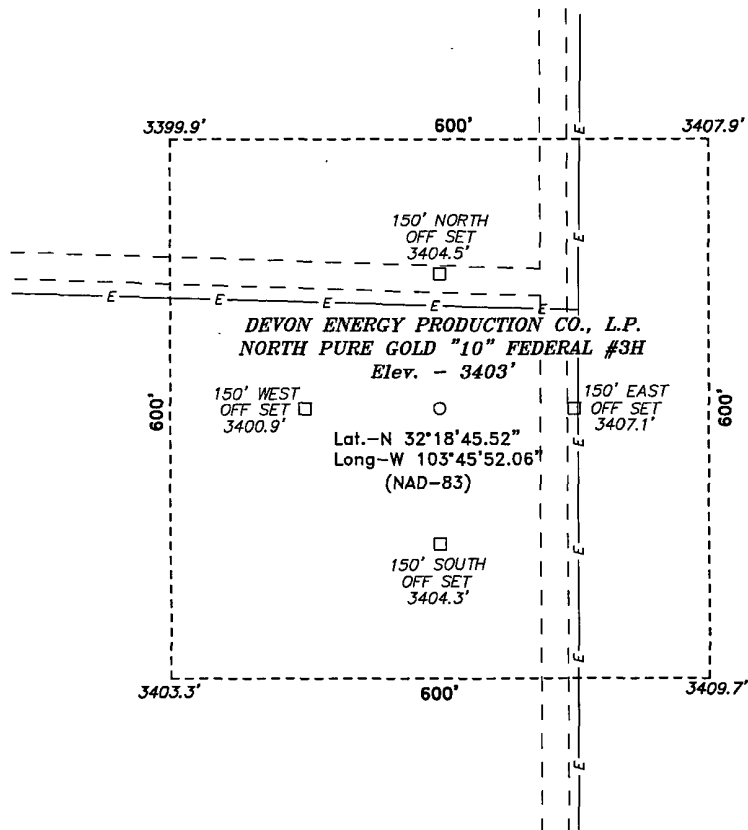 3399.9'
600'
3407.9'
E
E
150' NORTH
OFF SET
3404.5'
E
E
E
E
E
DEVON ENERGY PRODUCTION CO., L.P.
NORTH PURE GOLD "10" FEDERAL #3H
Elev. - 3403'
E
600'
150' WEST
OFF SET
3400.9'
150' EAST
OFF SET
3407.1'
600'
Lat.-N 32°18'45.52"
Long-W 103°45'52.06"
(NAD-83)
E
E
150' SOUTH
OFF SET
3404.3'
E
3403.3'
600'
3409.7'
E